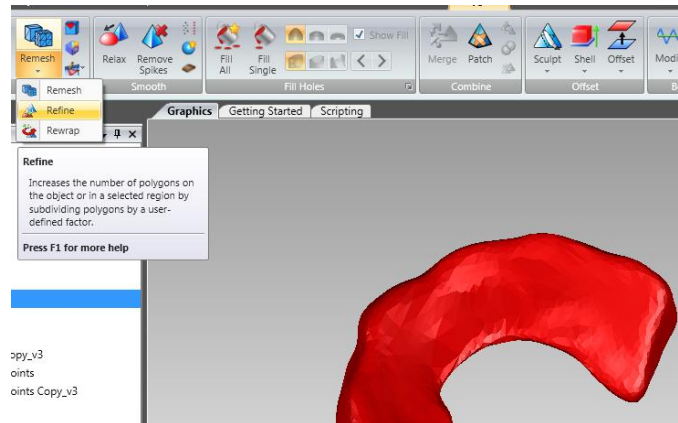 Remesh
Relax
Remove
Spikes
Fill
All
Fill
Single
Show Fill
Merge
Patch
Sculpt
Shell
Offset
Smooth
Fill Holes
Combine
Offset
Remesh
Refine
Rewrap
Graphics
Getting Started
Scripting
Refine
Increases the number of polygons on
the object or in a selected region by
subdividing polygons by a user-
defined factor.
Press F1 for more help
opy_v3
oints
oints Copy_v3